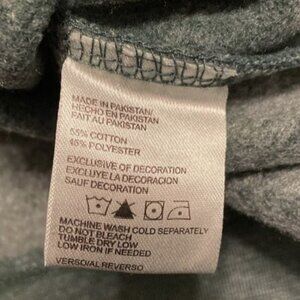 MADE IN PAKISTAN/
HECHO EN PAKISTAN/
FAIT AU PAKISTAN
55% COTTON
45% POLYESTER
EXCLUSIVE OF DECORATION
EXCLUYE LA DECORACION
SAUF DECORATION
MACHINE WASH COLD SEPARATELY
DO NOT BLEACH
TUMBLE DRY LOW
LOW IRON IF NEEDED
VERSO/AL REVERSO